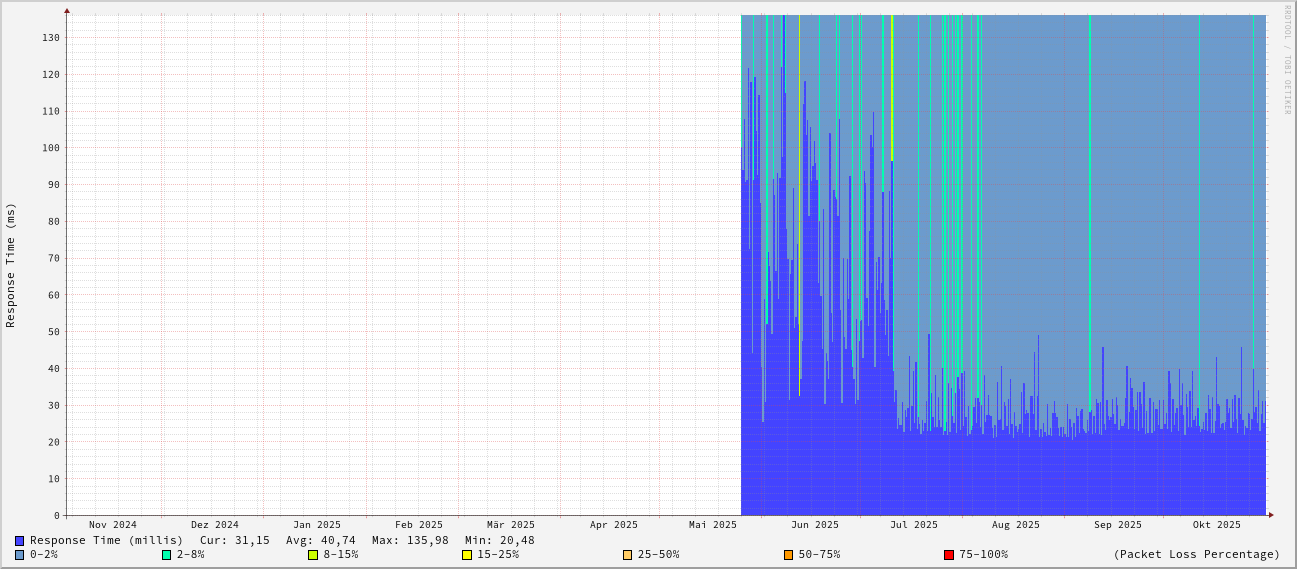 RRDTOOL / TOBI OETIKER
Response Time (ms)
130
120
110
100
90
80
70
60
50
40
30
20
10
0
Nov 2024 Dez 2024 Jan 2025 Feb 2025 Mär 2025 Apr 2025 Mai 2025 Jun 2025 Jul 2025 Aug 2025 Sep 2025 Okt 2025
Response Time (millis) Cur: 31,15 Avg: 40,74 Max: 135,98 Min: 20,48
0-2% 2-8% 8-15% 15-25% 25-50% 50-75% 75-100% (Packet Loss Percentage)